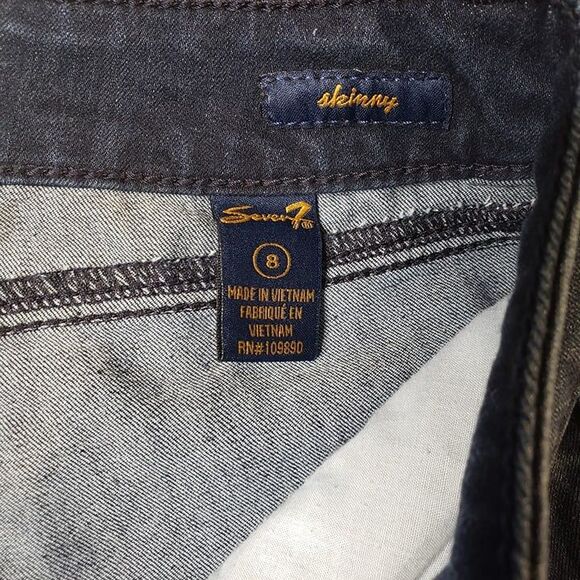 skinny
Seven7
8
MADE IN VIETNAM
FABRIQUÉ EN
VIETNAM
RN#109890